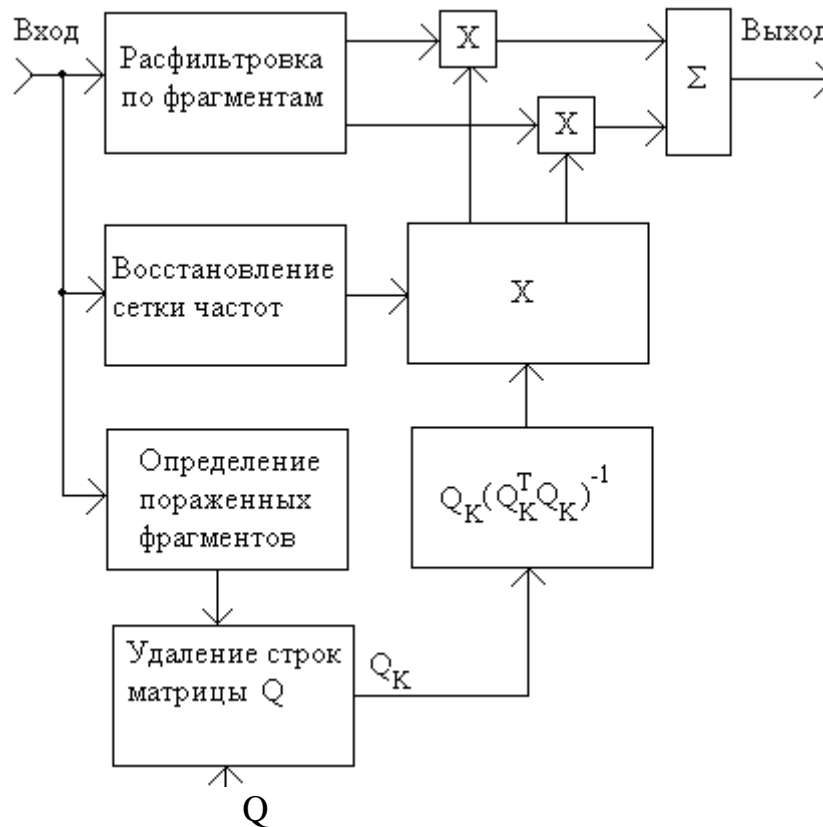 Вход
Расфильтровка
по фрагментам
X
X
Σ
Выход
Восстановление
сетки частот
X
Определение
пораженных
фрагментов
Q_K(Q_K^T Q_K)^-1
Удаление строк
матрицы Q
Q_K
Q